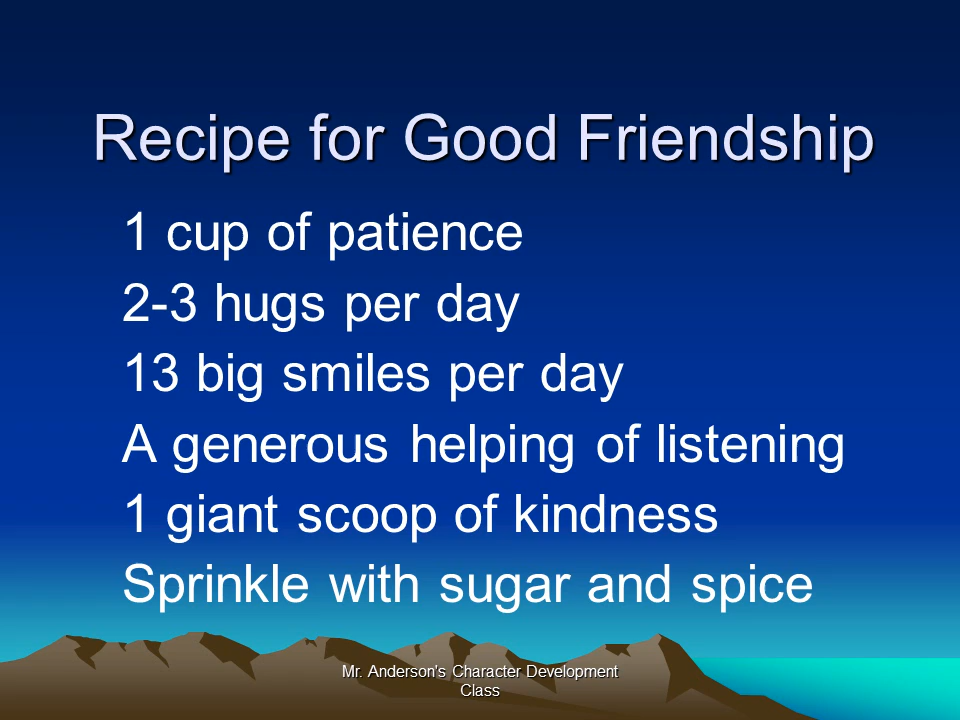 Recipe for Good Friendship
1 cup of patience
2-3 hugs per day
13 big smiles per day
A generous helping of listening
1 giant scoop of kindness
Sprinkle with sugar and spice
Mr. Anderson's Character Development
Class